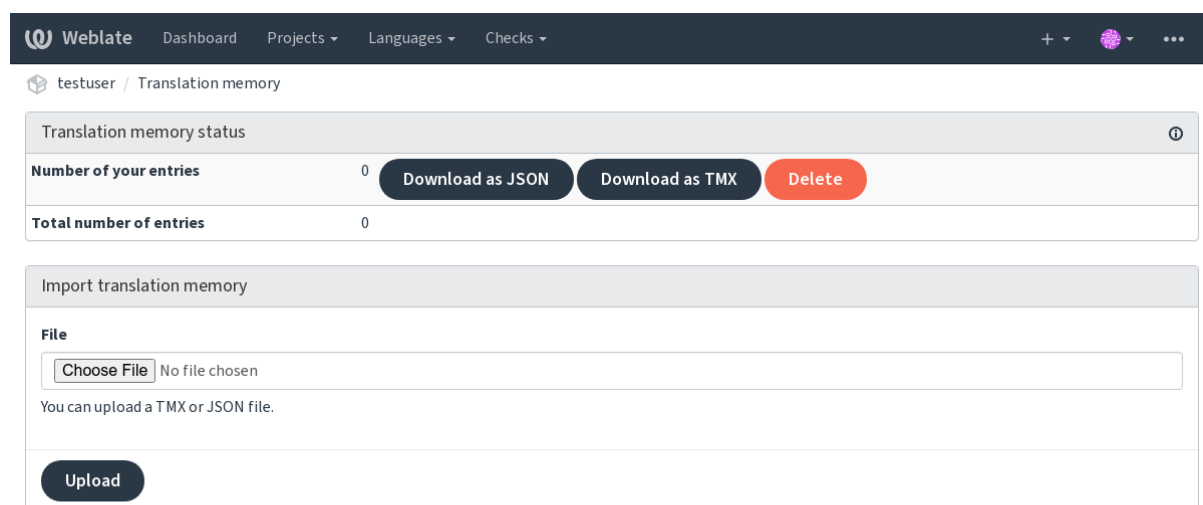 Weblate Dashboard Projects Languages Checks +
testuser / Translation memory
Translation memory status
Number of your entries 0 Download as JSON Download as TMX Delete
Total number of entries 0
Import translation memory
File
Choose File No file chosen
You can upload a TMX or JSON file.
Upload